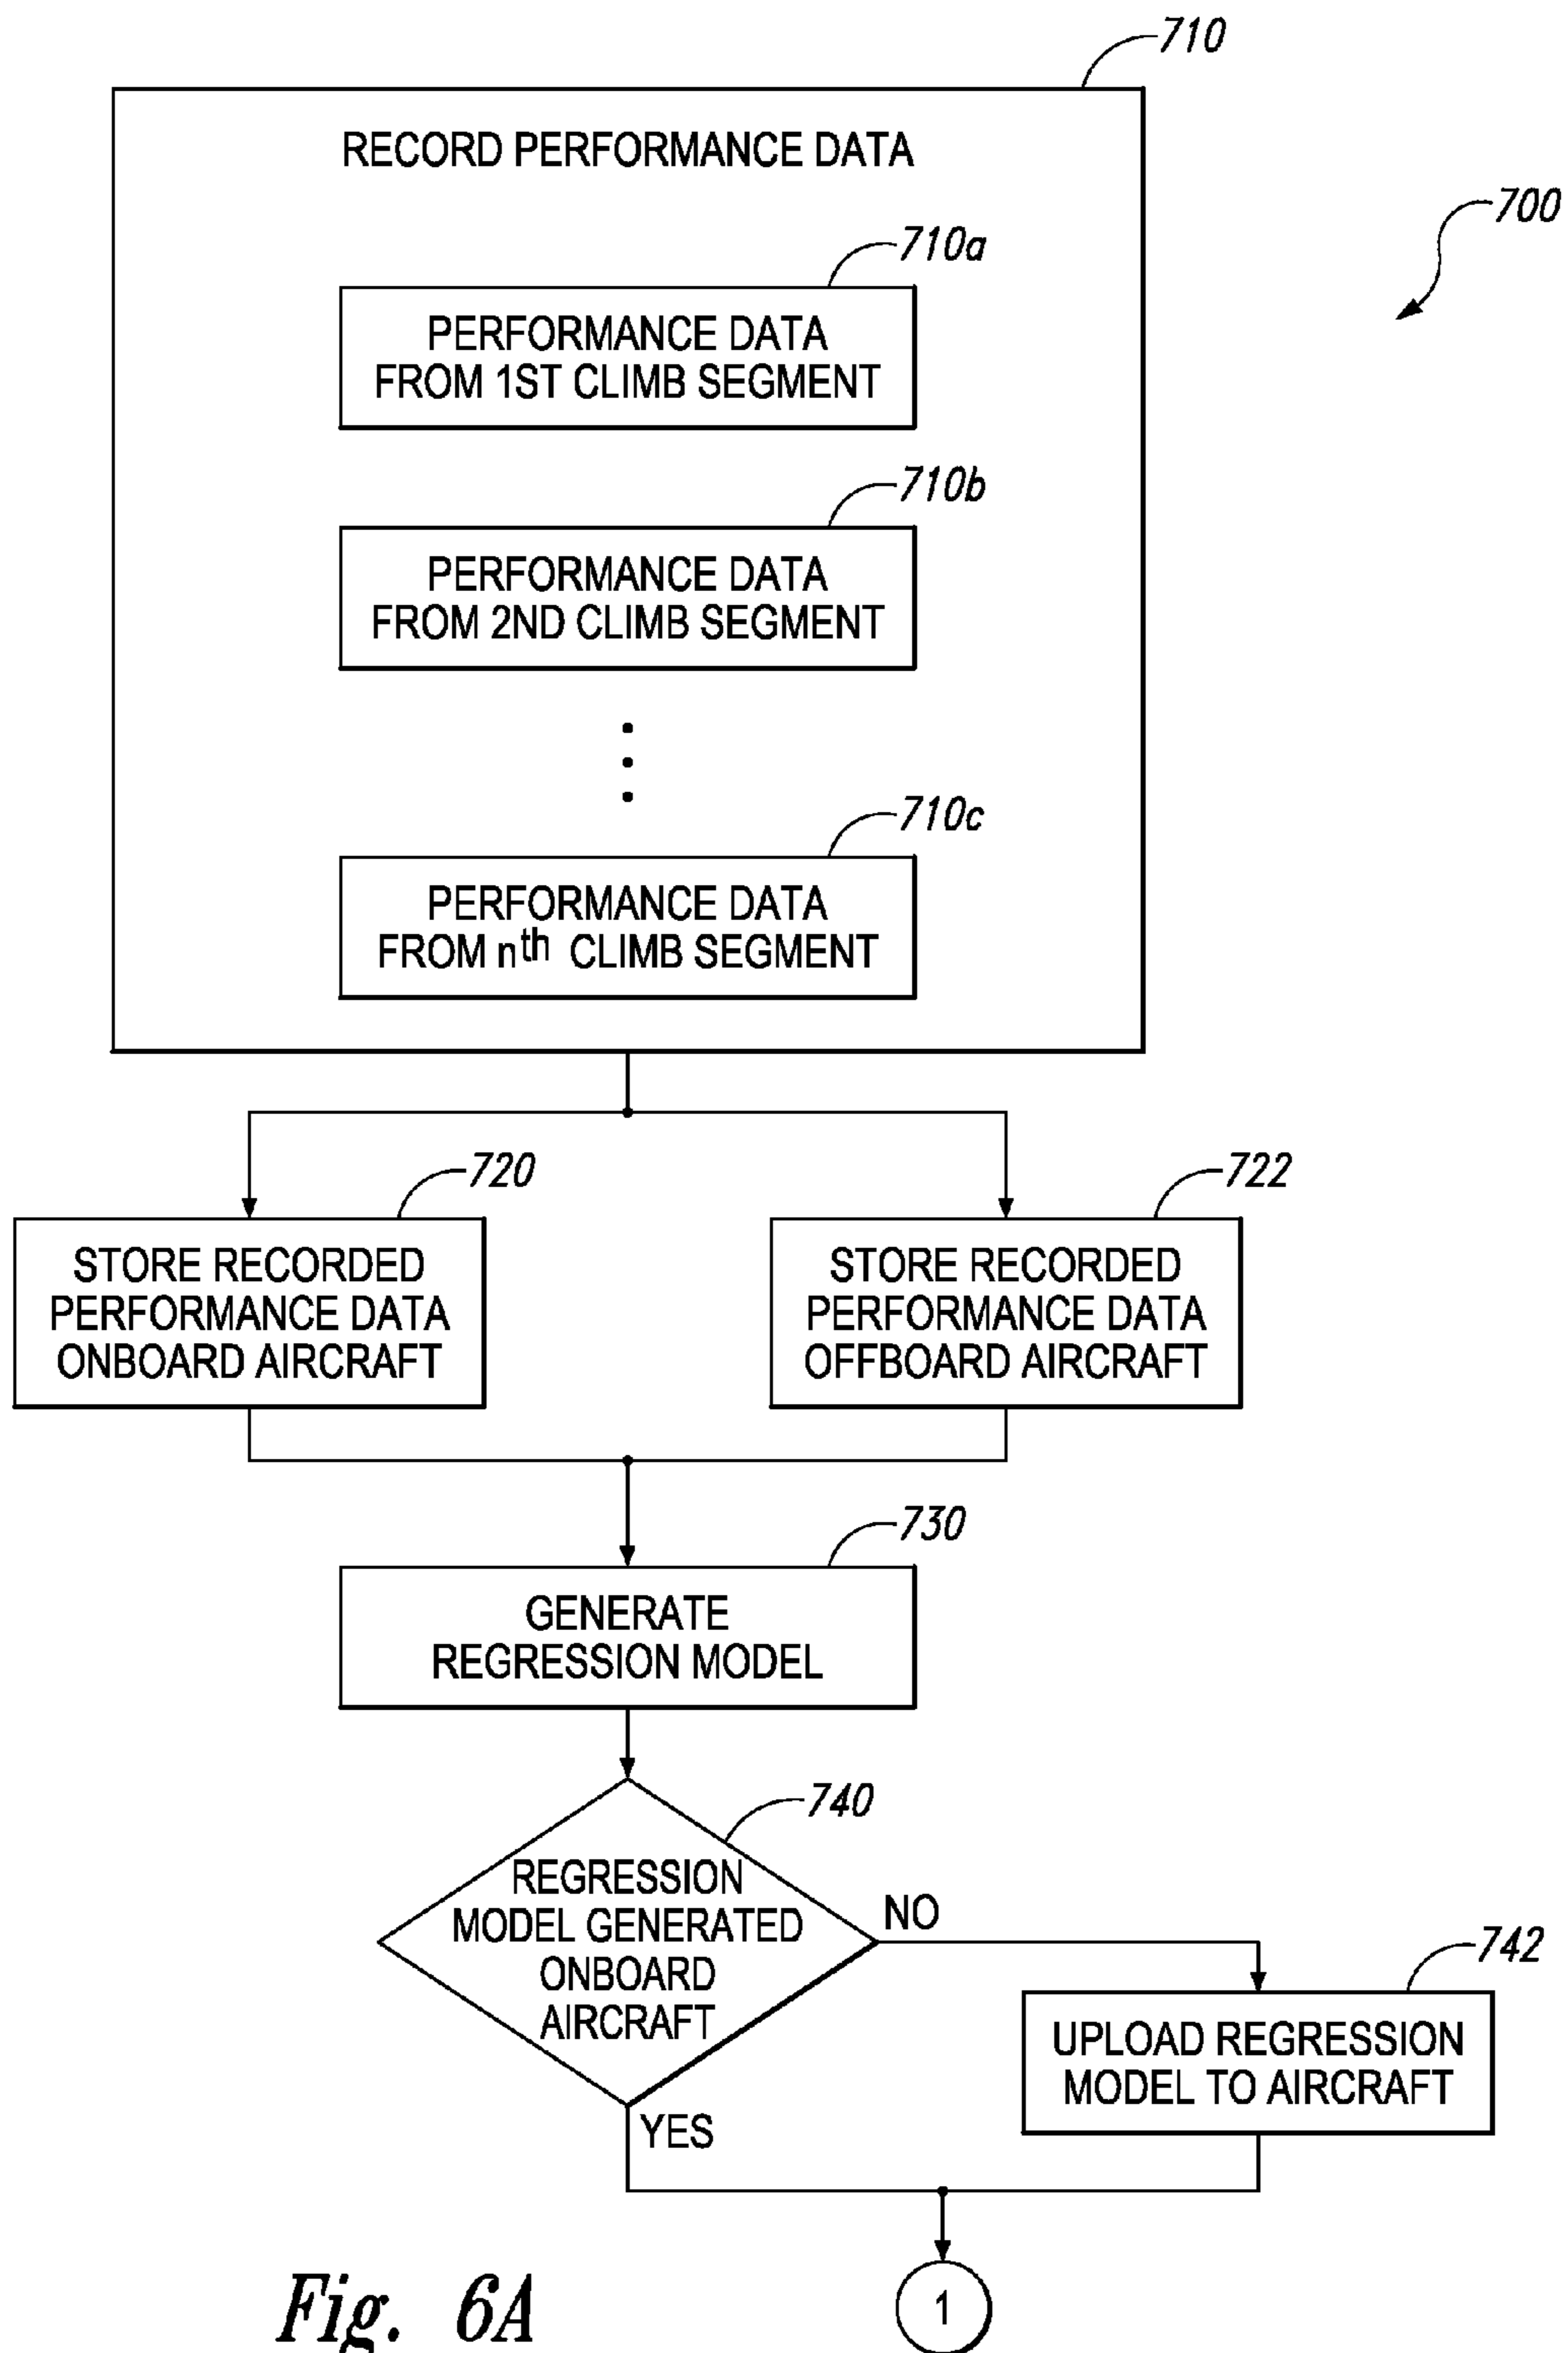 710
RECORD PERFORMANCE DATA
700
710a
PERFORMANCE DATA
FROM 1ST CLIMB SEGMENT
710b
PERFORMANCE DATA
FROM 2ND CLIMB SEGMENT
710c
PERFORMANCE DATA
FROM nth CLIMB SEGMENT
720
STORE RECORDED
PERFORMANCE DATA
ONBOARD AIRCRAFT
722
STORE RECORDED
PERFORMANCE DATA
OFFBOARD AIRCRAFT
730
GENERATE
REGRESSION MODEL
740
REGRESSION
MODEL GENERATED
ONBOARD
AIRCRAFT
NO
YES
742
UPLOAD REGRESSION
MODEL TO AIRCRAFT
1
Fig. 6A